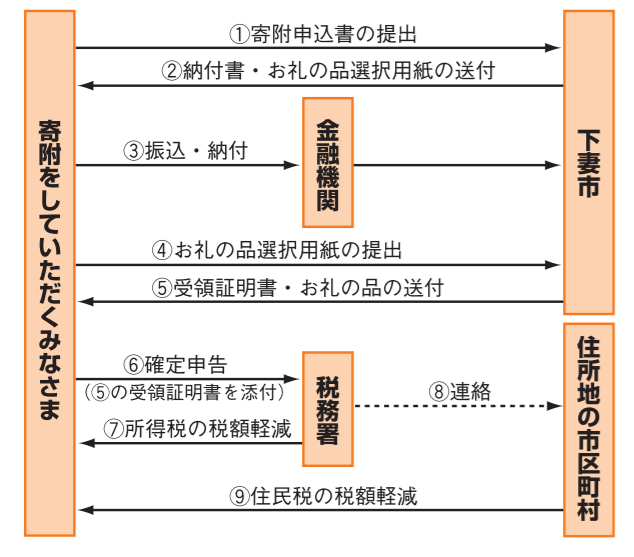 ①寄附申込書の提出
②納付書・お礼の品選択用紙の送付
寄附をしていただくみなさま
③振込・納付
金融機関
下妻市
④お礼の品選択用紙の提出
⑤受領証明書・お礼の品の送付
⑥確定申告
(⑤の受領証明書を添付)
税務署
⑧連絡
住所地の市区町村
⑦所得税の税額軽減
⑨住民税の税額軽減